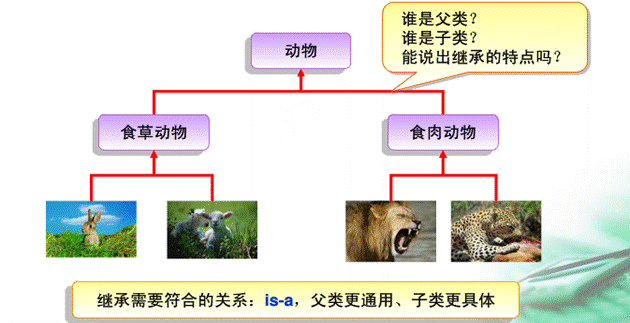 谁是父类?
谁是子类?
能说出继承的特点吗?
动物
食草动物
食肉动物
继承需要符合的关系：is-a，父类更通用、子类更具体